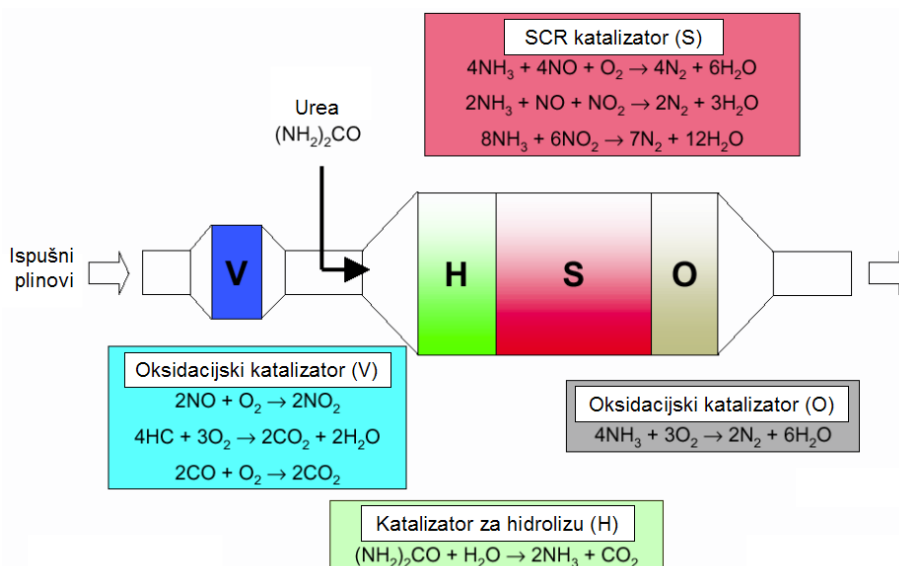 SCR katalizator (S)
4NH₃ + 4NO + O₂ → 4N₂ + 6H₂O
2NH₃ + NO + NO₂ → 2N₂ + 3H₂O
8NH₃ + 6NO₂ → 7N₂ + 12H₂O
Urea
(NH₂)₂CO
Ispušni
plinovi
V
H
S
O
Oksidacijski katalizator (V)
2NO + O₂ → 2NO₂
4HC + 3O₂ → 2CO₂ + 2H₂O
2CO + O₂ → 2CO₂
Oksidacijski katalizator (O)
4NH₃ + 3O₂ → 2N₂ + 6H₂O
Katalizator za hidrolizu (H)
(NH₂)₂CO + H₂O → 2NH₃ + CO₂